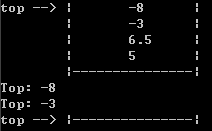 top --> ¦ -8 ¦
¦ -3 ¦
¦ 6.5 ¦
¦ 5 ¦
¦---------------¦
Top: -8
Top: -3
top --> ¦---------------¦